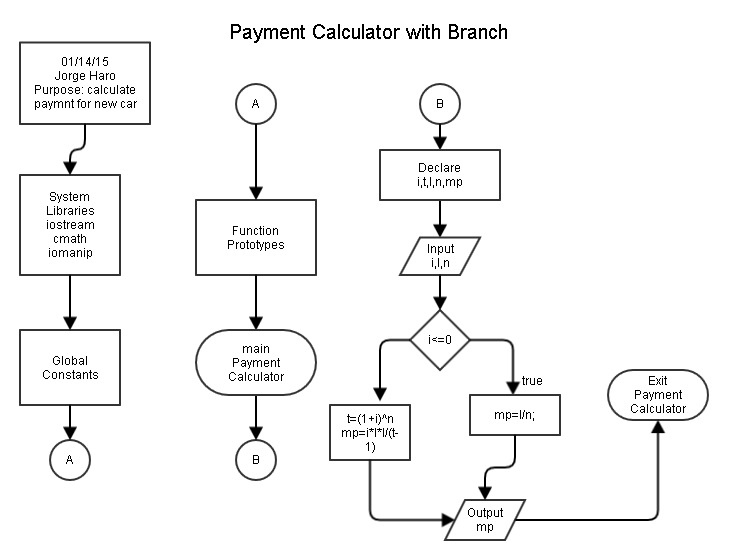 Payment Calculator with Branch
01/14/15
Jorge Haro
Purpose: calculate
paymnt for new car
System
Libraries
iostream
cmath
iomanip
Global
Constants
A
A
Function
Prototypes
main
Payment
Calculator
B
B
Declare
i,t,l,n,mp
Input
i,l,n
i<=0
true
t=(1+i)^n
mp=i*l*l/(t-
1)
mp=l/n;
Output
mp
Exit
Payment
Calculator